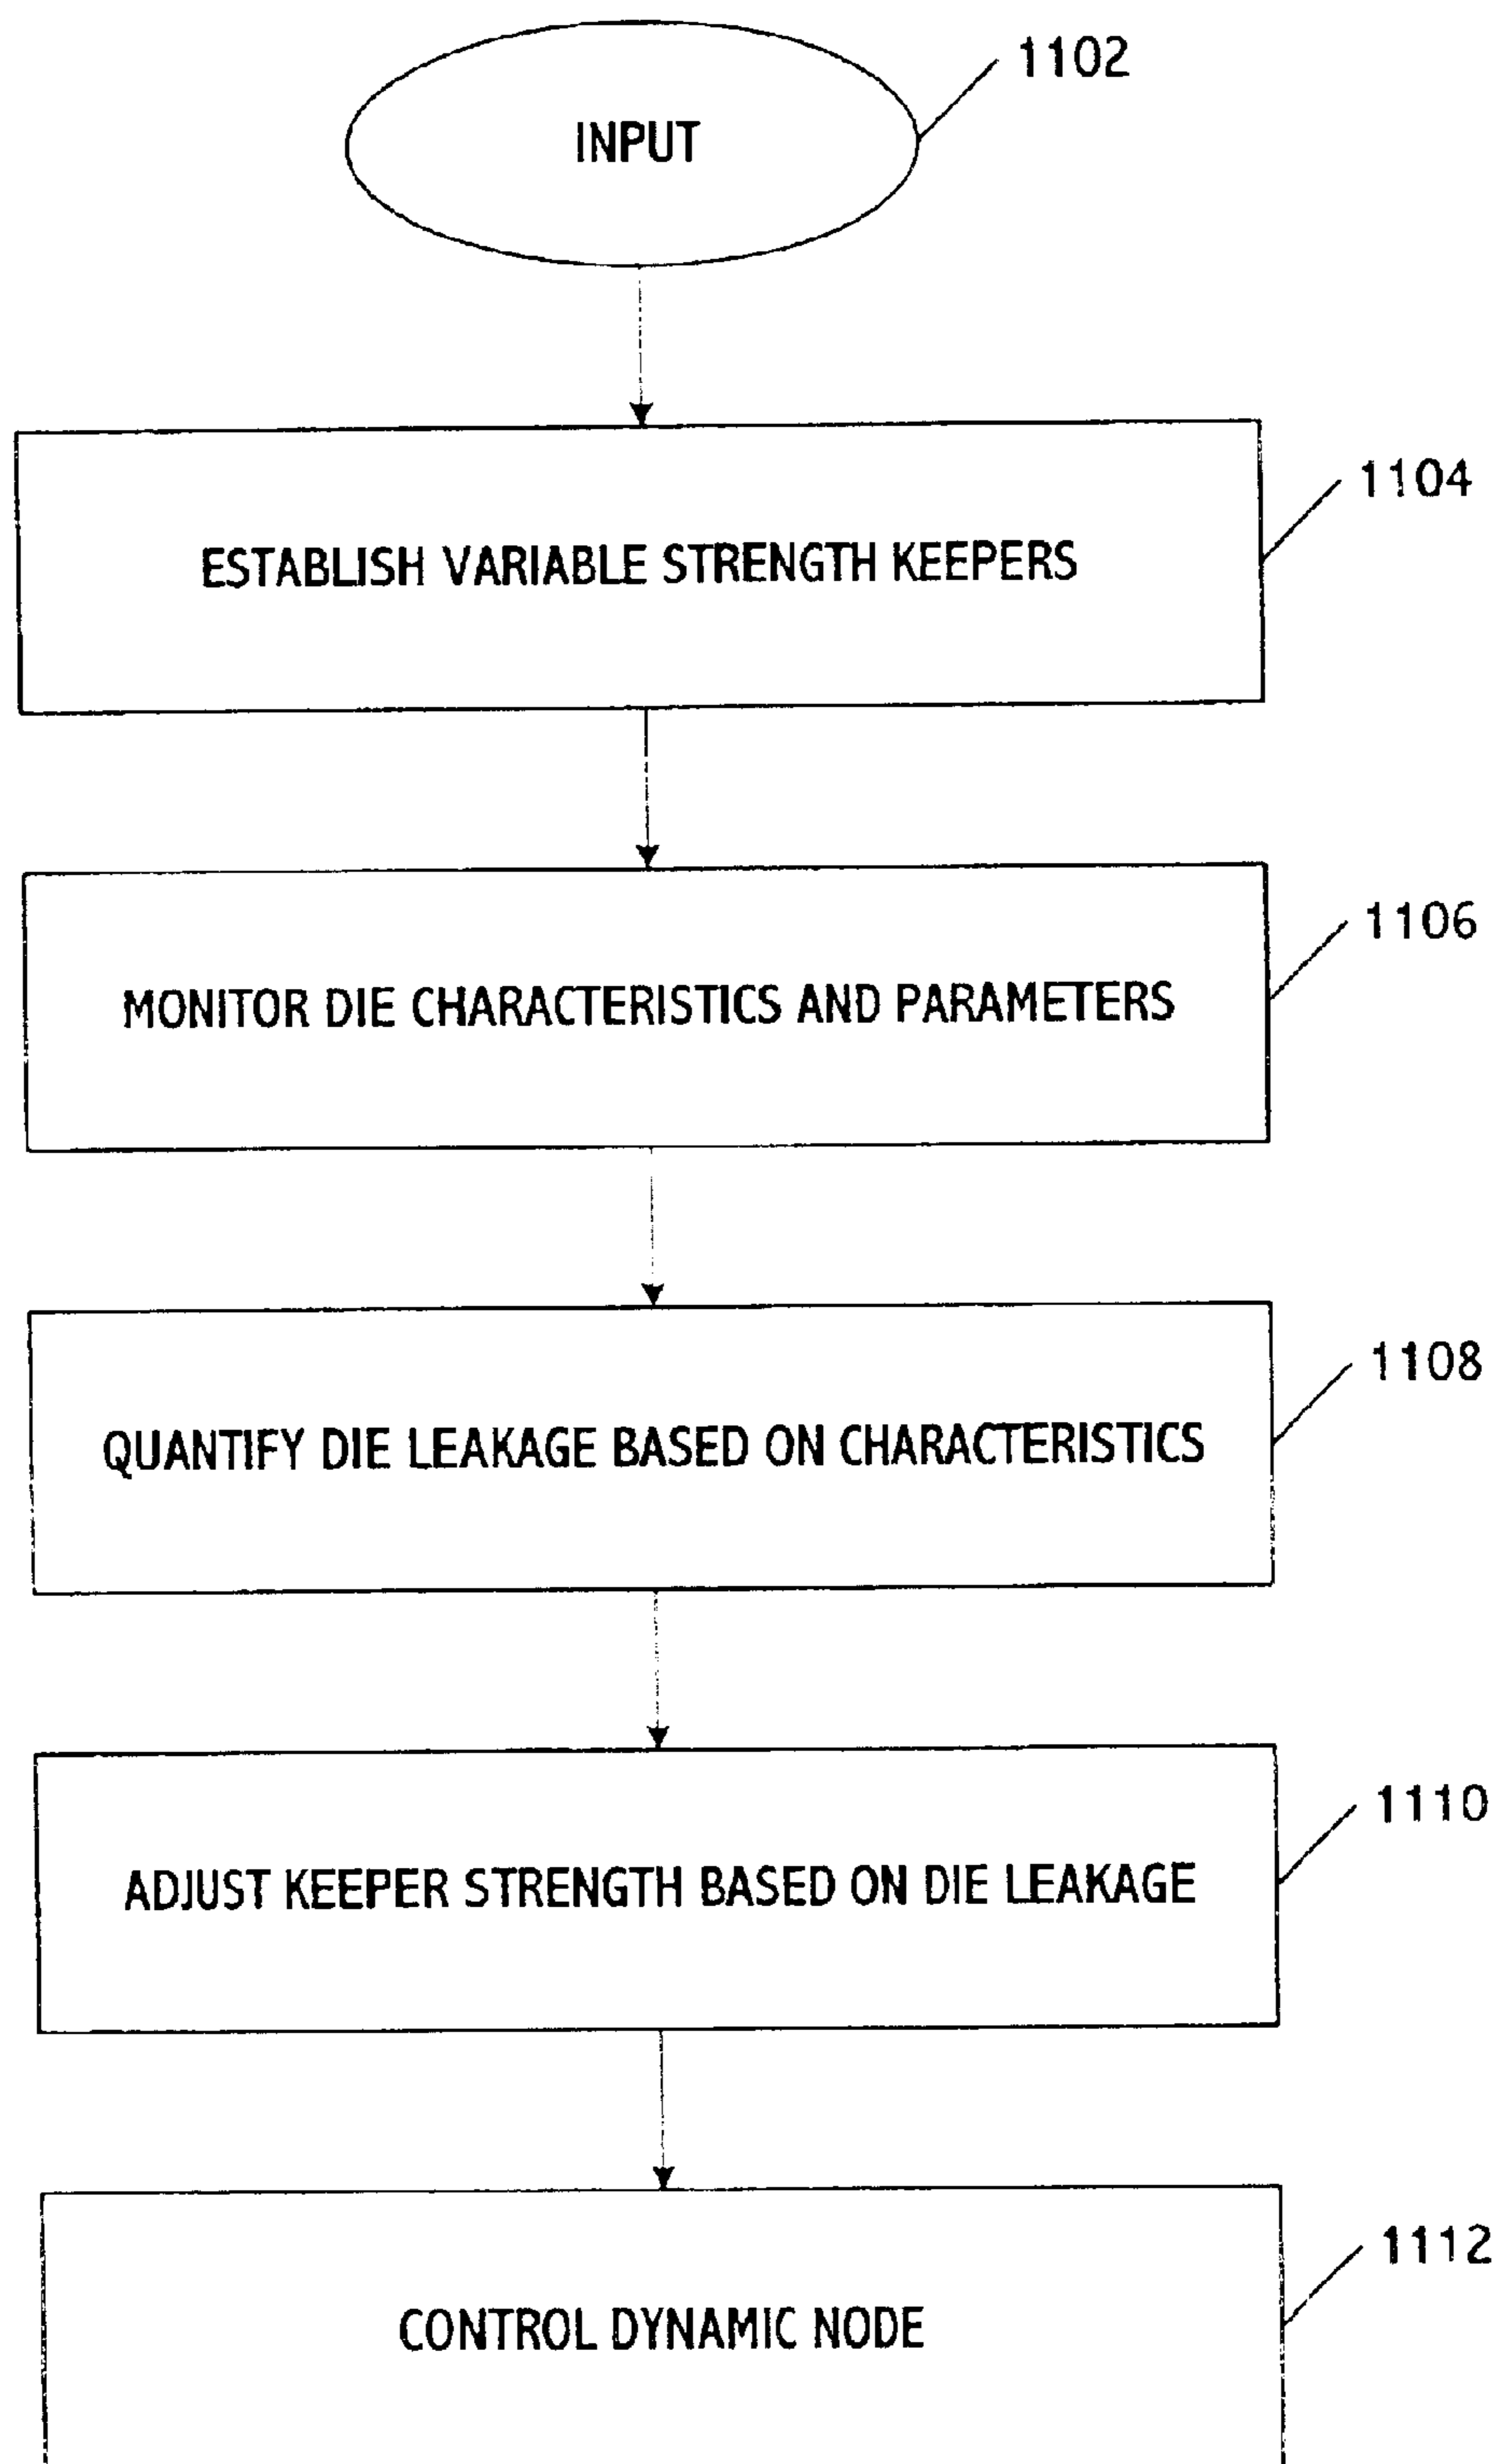 1102
INPUT
1104
ESTABLISH VARIABLE STRENGTH KEEPERS
1106
MONITOR DIE CHARACTERISTICS AND PARAMETERS
1108
QUANTIFY DIE LEAKAGE BASED ON CHARACTERISTICS
1110
ADJUST KEEPER STRENGTH BASED ON DIE LEAKAGE
1112
CONTROL DYNAMIC NODE